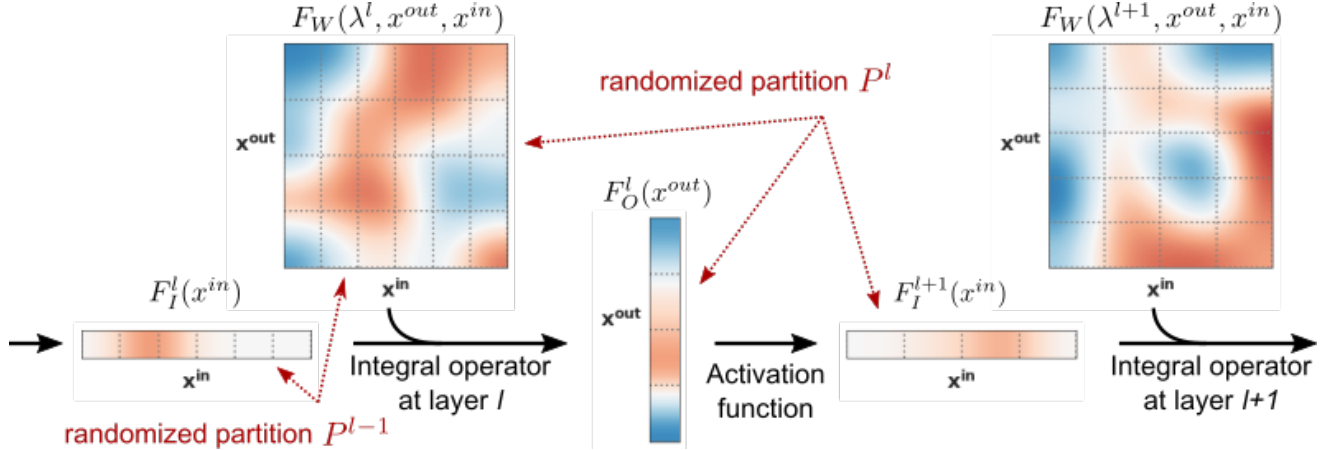 F_W(λ^l, x^{out}, x^{in})
F_W(λ^{l+1}, x^{out}, x^{in})
randomized partition P^l
x^{out}
x^{out}
F_O^l(x^{out})
F_I^l(x^{in})
x^{in}
F_I^{l+1}(x^{in})
x^{in}
x^{out}
x^{in}
Integral operator
at layer l
Activation
function
x^{in}
Integral operator
at layer l+1
randomized partition P^{l-1}